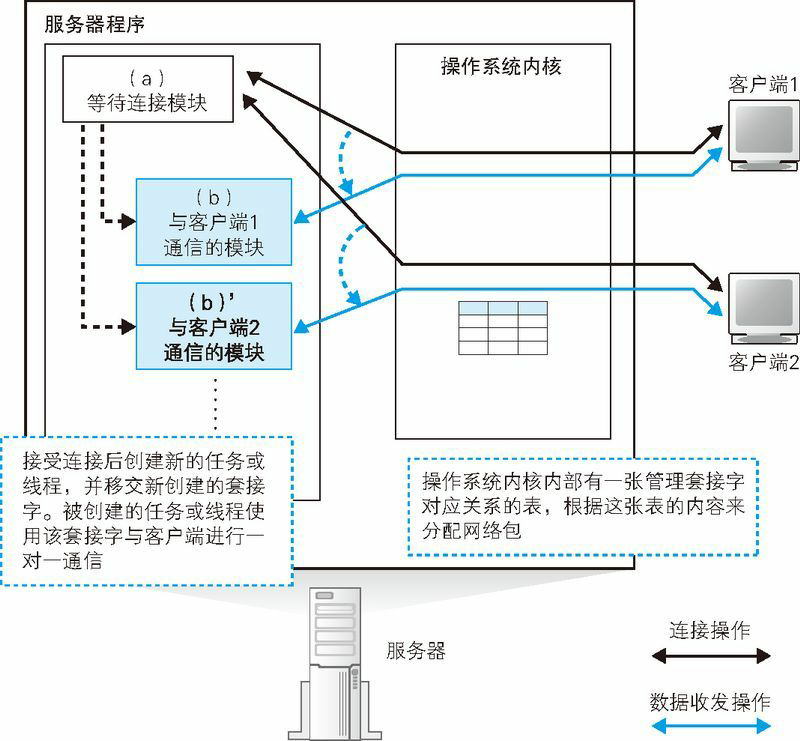 服务器程序
(a)
等待连接模块
操作系统内核
客户端1
(b)
与客户端1
通信的模块
(b)’
与客户端2
通信的模块
客户端2
接受连接后创建新的任务或
线程，并移交新创建的套接
字。被创建的任务或线程使
用该套接字与客户端进行一
对一通信
操作系统内核内部有一张管理套接字
对应关系的表，根据这张表的内容来
分配网络包
服务器
连接操作
数据收发操作